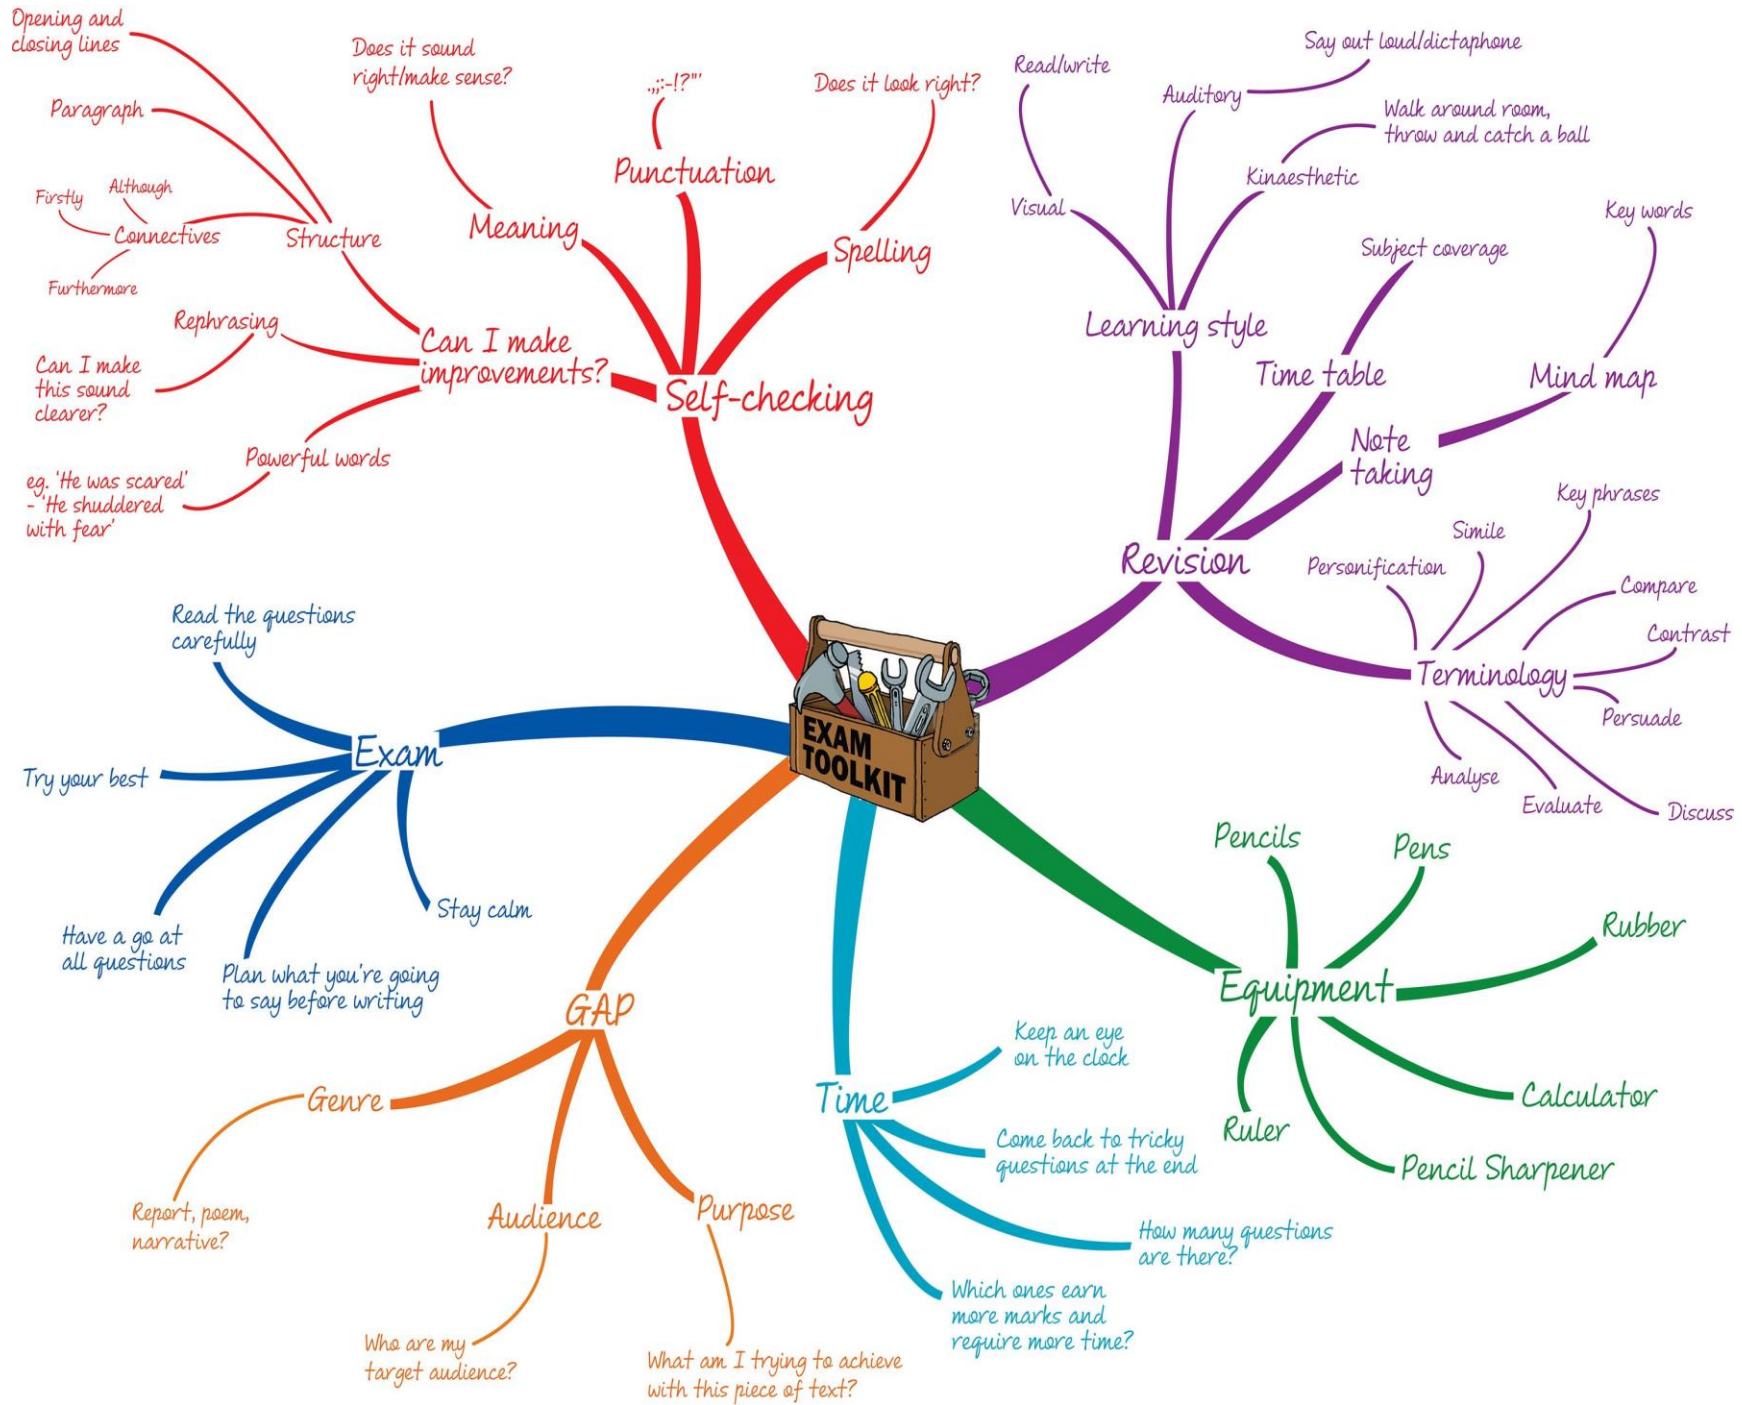 Opening and
closing lines
Paragraph
Firstly
Although
Connectives
Furthermore
Structure
Rephrasing
Can I make
this sound
clearer?
Powerful words
eg. 'He was scared'
- 'He shuddered
with fear'
Can I make
improvements?
Does it sound
right/make sense?
Meaning
.,;:-!?"'
Punctuation
Does it look right?
Spelling
Self-checking
Read/write
Visual
Say out loud/dictaphone
Auditory
Walk around room,
throw and catch a ball
Kinaesthetic
Learning style
Subject coverage
Time table
Key words
Mind map
Note
taking
Revision
Personification
Simile
Key phrases
Compare
Contrast
Terminology
Persuade
Analyse
Evaluate
Discuss
EXAM
TOOLKIT
Read the questions
carefully
Exam
Try your best
Have a go at
all questions
Plan what you're going
to say before writing
Stay calm
GAP
Genre
Report, poem,
narrative?
Audience
Who are my
target audience?
Purpose
What am I trying to achieve
with this piece of text?
Time
Keep an eye
on the clock
Come back to tricky
questions at the end
How many questions
are there?
Which ones earn
more marks and
require more time?
Pencils
Pens
Rubber
Equipment
Calculator
Ruler
Pencil Sharpener